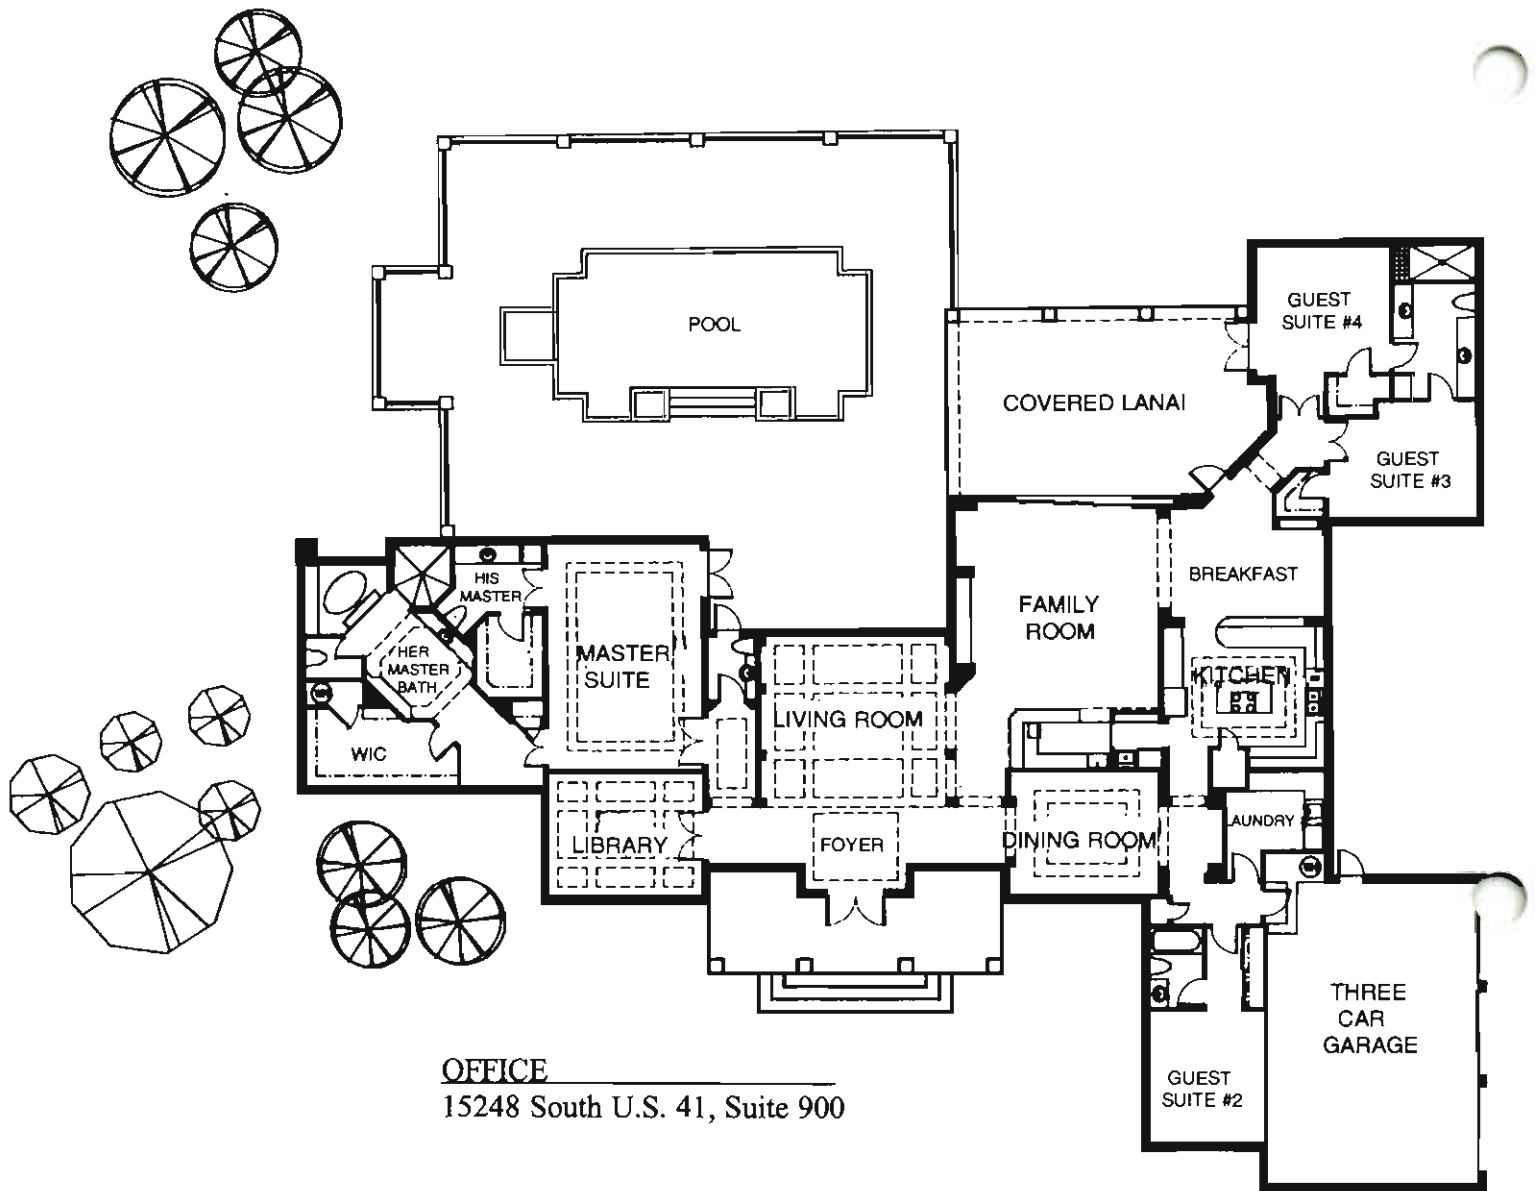 POOL
GUEST
SUITE #4
COVERED LANAI
GUEST
SUITE #3
BREAKFAST
HIS
MASTER
FAMILY
ROOM
HER
MASTER
BATH
MASTER
SUITE
KITCHEN
LIVING ROOM
WIC
LIBRARY
FOYER
DINING ROOM
LAUNDRY
THREE
CAR
GARAGE
GUEST
SUITE #2
OFFICE
15248 South U.S. 41, Suite 900